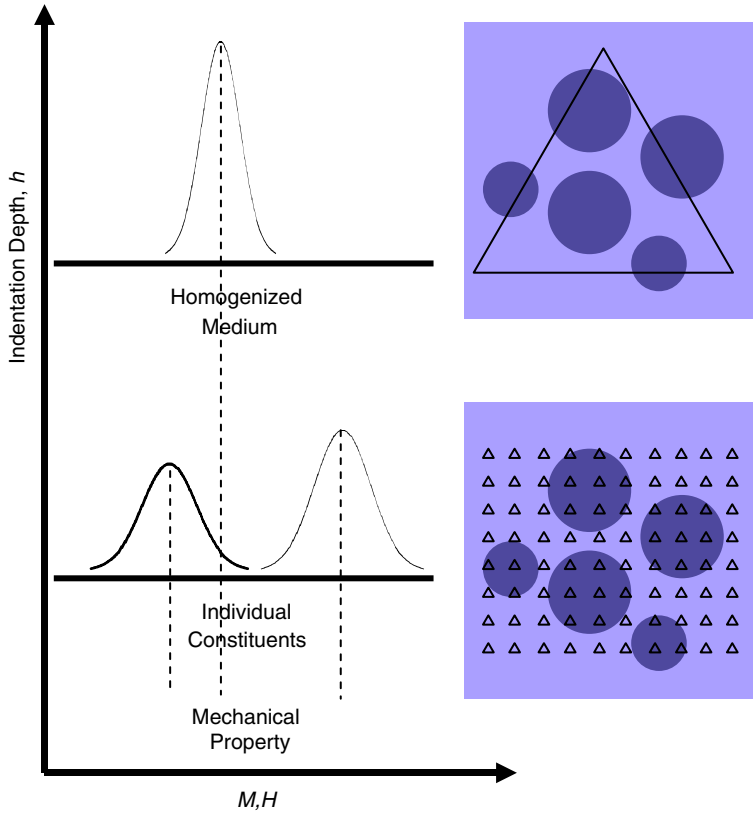 Indentation Depth, h
Homogenized
Medium
Individual
Constituents
Mechanical
Property
M,H